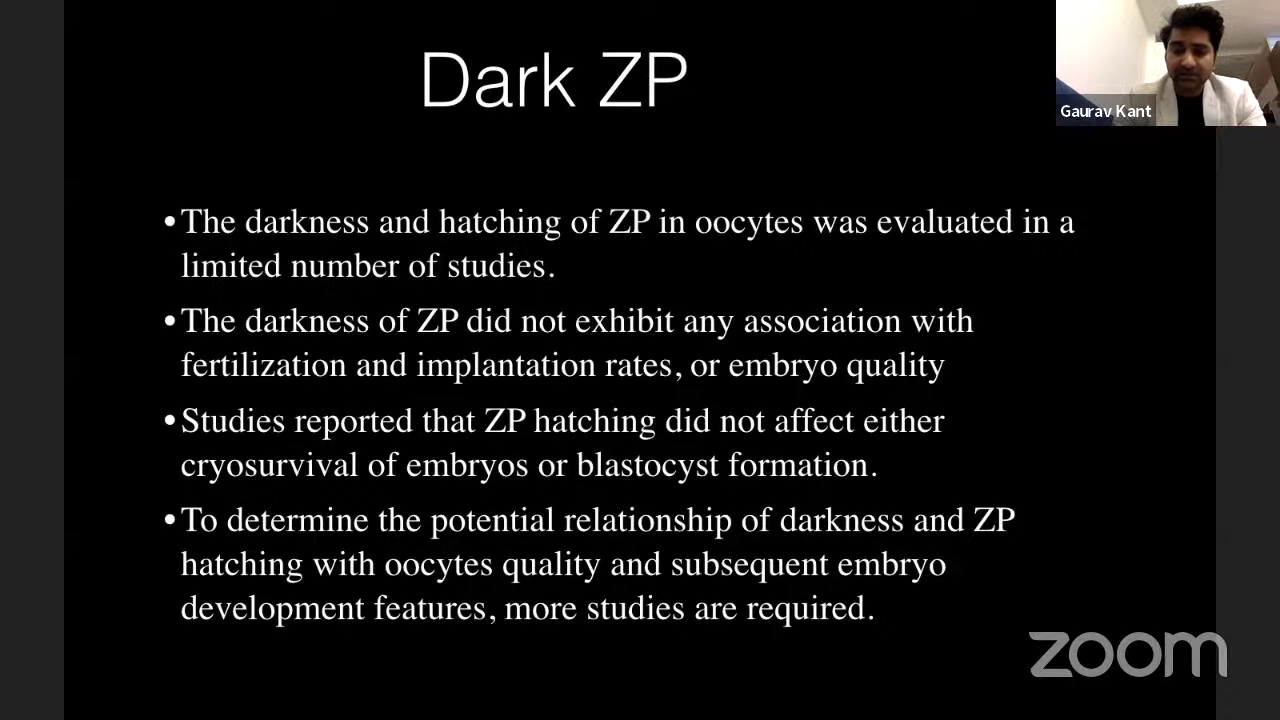 Dark ZP
Gaurav Kant
•The darkness and hatching of ZP in oocytes was evaluated in a
limited number of studies.
•The darkness of ZP did not exhibit any association with
fertilization and implantation rates, or embryo quality
•Studies reported that ZP hatching did not affect either
cryosurvival of embryos or blastocyst formation.
•To determine the potential relationship of darkness and ZP
hatching with oocytes quality and subsequent embryo
development features, more studies are required.
zoom